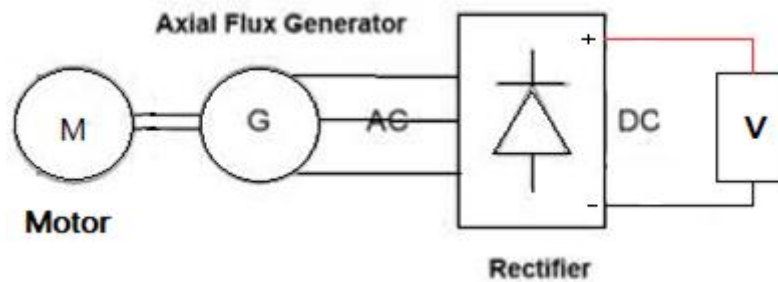 Axial Flux Generator
M
G
AC
+
-
DC
V
Motor
Rectifier